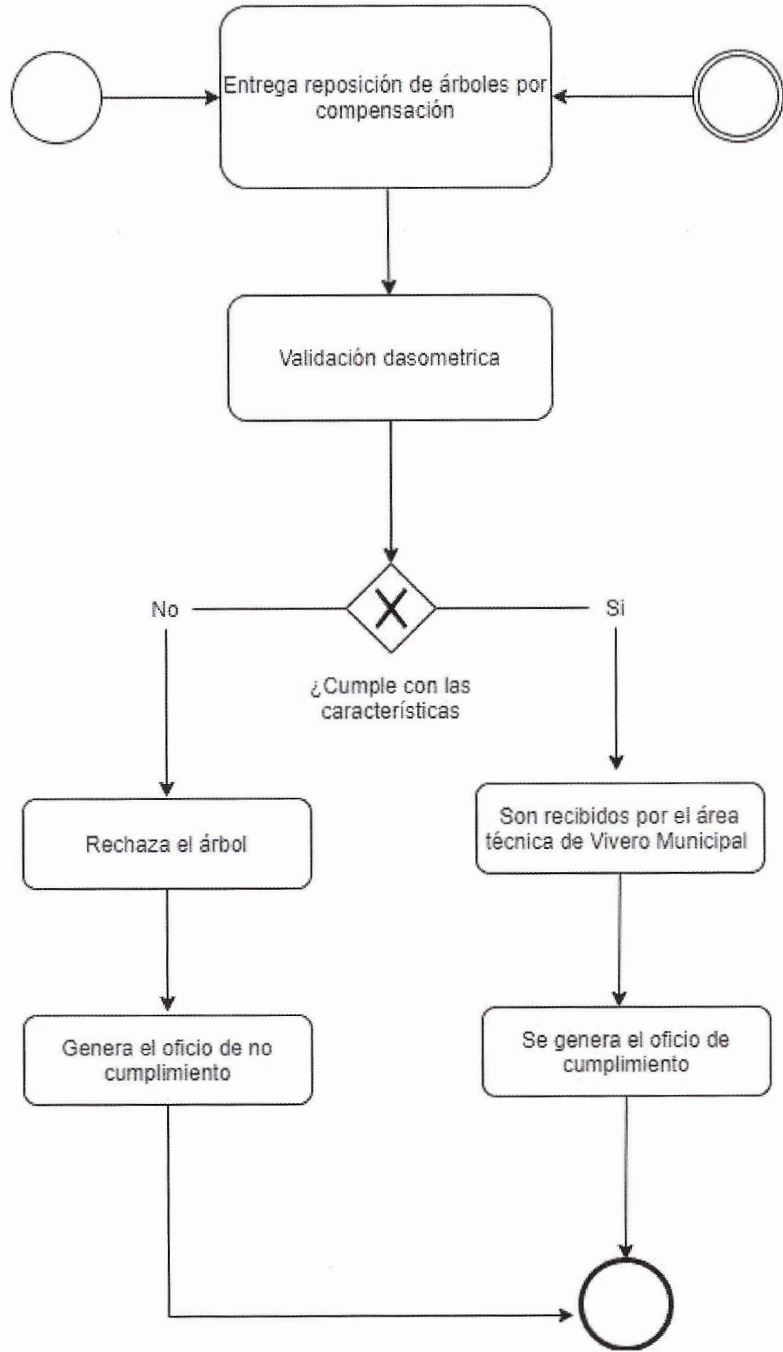 Entrega reposición de árboles por
compensación
Validación dasometrica
No
Si
¿Cumple con las
características
Rechaza el árbol
Son recibidos por el área
técnica de Vivero Municipal
Genera el oficio de no
cumplimiento
Se genera el oficio de
cumplimiento